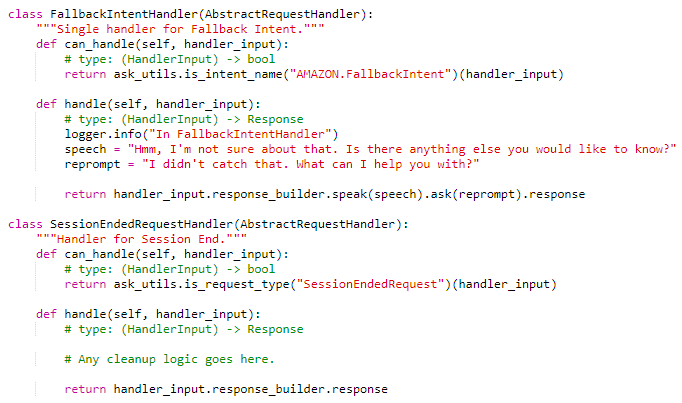 class FallbackIntentHandler(AbstractRequestHandler):
    """Single handler for Fallback Intent."""
    def can_handle(self, handler_input):
        # type: (HandlerInput) -> bool
        return ask_utils.is_intent_name("AMAZON.FallbackIntent")(handler_input)

    def handle(self, handler_input):
        # type: (HandlerInput) -> Response
        logger.info("In FallbackIntentHandler")
        speech = "Hmm, I'm not sure about that. Is there anything else you would like to know?"
        reprompt = "I didn't catch that. What can I help you with?"

        return handler_input.response_builder.speak(speech).ask(reprompt).response

class SessionEndedRequestHandler(AbstractRequestHandler):
    """Handler for Session End."""
    def can_handle(self, handler_input):
        # type: (HandlerInput) -> bool
        return ask_utils.is_request_type("SessionEndedRequest")(handler_input)

    def handle(self, handler_input):
        # type: (HandlerInput) -> Response

        # Any cleanup logic goes here.

        return handler_input.response_builder.response